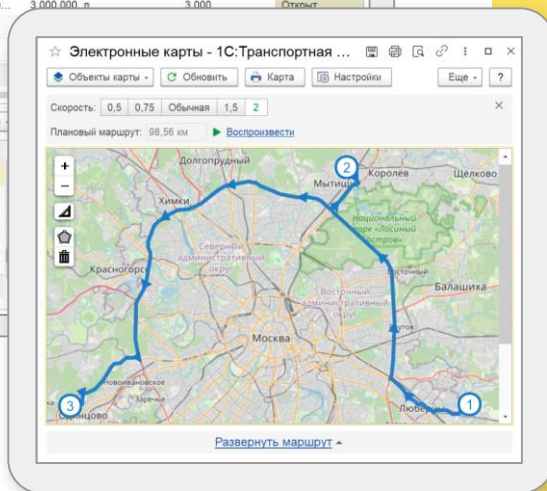 3 000 000, л
3,000
Открыт
Электронные карты - 1С:Транспортная ...
Объекты карты Обновить Карта Настройки Еще ?
Скорость: 0,5 0,75 Обычная 1,5 2
Плановый маршрут: 98,56 км Воспроизвести
Долгопрудный
2
Королёв
Щёлково
Мытищи
Химки
Национальный
парк «Лосиный
Остров»
Северный
административный
округ
Красногорск
Восточный
Балашиха
Восточный
административный
округ
Реутов
Москва
Новоивановское
Заречье
3
Одинцово
Люберцы
1
Развернуть маршрут